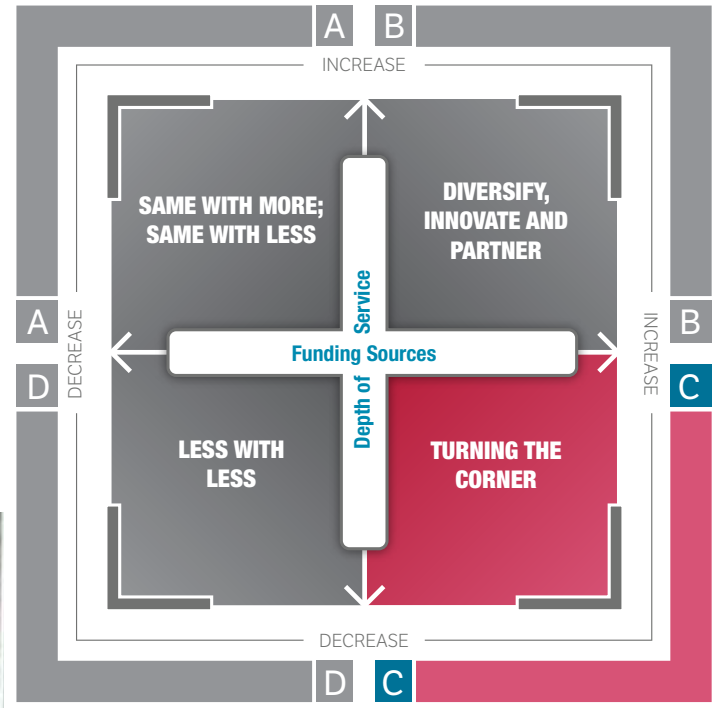 A B
INCREASE
SAME WITH MORE;
SAME WITH LESS
DIVERSIFY,
INNOVATE AND
PARTNER
Depth of Service
Funding Sources
A
B
DECREASE
INCREASE
D
C
LESS WITH
LESS
TURNING THE
CORNER
DECREASE
D C